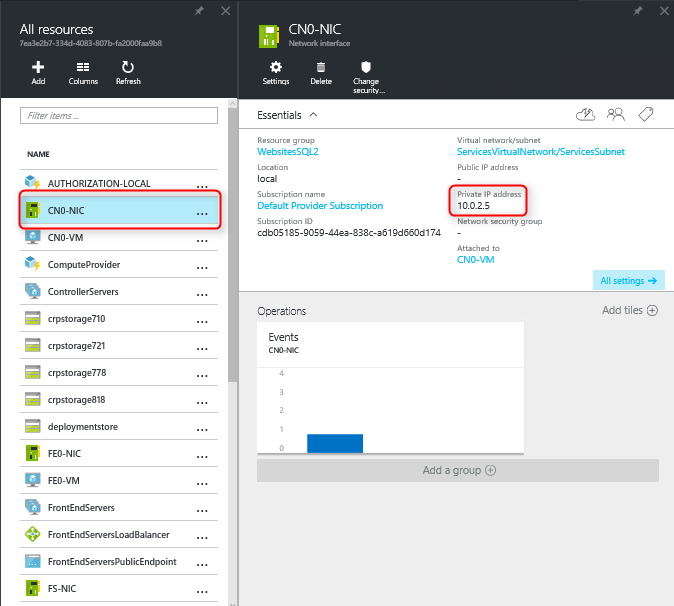 All resources
7ea3e2b7-334d-4083-807b-fa2000faa9b8
Add
Columns
Refresh
Filter items ...
NAME
AUTHORIZATION-LOCAL ...
CN0-NIC ...
CN0-VM ...
ComputeProvider ...
ControllerServers ...
crpstorage710 ...
crpstorage721 ...
crpstorage778 ...
crpstorage818 ...
deploymentstore ...
FE0-NIC ...
FE0-VM ...
FrontEndServers ...
FrontEndServersLoadBalancer ...
FrontEndServersPublicEndpoint ...
FS-NIC ...
CN0-NIC
Network interface
Settings
Delete
Change
security...
Essentials
Resource group
WebsitesSQL2
Location
local
Subscription name
Default Provider Subscription
Subscription ID
cdb05185-9059-44ea-838c-a619d660d174
Virtual network/subnet
ServicesVirtualNetwork/ServicesSubnet
Public IP address
-
Private IP address
10.0.2.5
Network security group
-
Attached to
CN0-VM
All settings
Operations
Add tiles
Events
CN0-NIC
4
3
2
1
0
Add a group